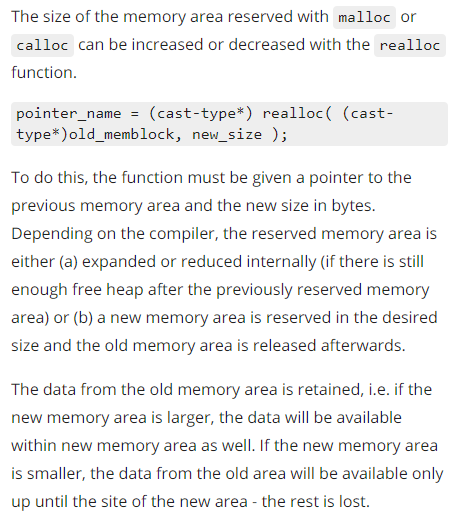 The size of the memory area reserved with malloc or
calloc can be increased or decreased with the realloc
function.
pointer_name = (cast-type*) realloc( (cast-
type*)old_memblock, new_size );
To do this, the function must be given a pointer to the
previous memory area and the new size in bytes.
Depending on the compiler, the reserved memory area is
either (a) expanded or reduced internally (if there is still
enough free heap after the previously reserved memory
area) or (b) a new memory area is reserved in the desired
size and the old memory area is released afterwards.
The data from the old memory area is retained, i.e. if the
new memory area is larger, the data will be available
within new memory area as well. If the new memory area
is smaller, the data from the old area will be available only
up until the site of the new area - the rest is lost.